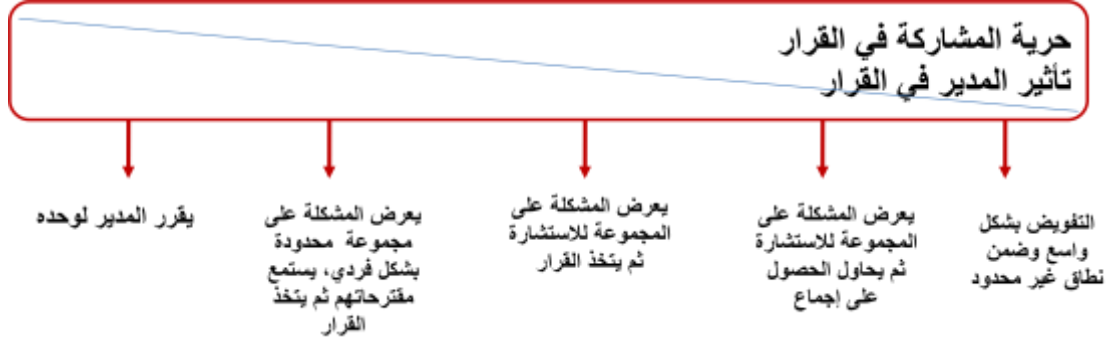 حرية المشاركة في القرار
تأثير المدير في القرار
التفويض بشكل
واسع وضمن
نطاق غير محدود
يعرض المشكلة على
المجموعة للاستشارة
ثم يحاول الحصول
على إجماع
يعرض المشكلة على
المجموعة للاستشارة
ثم يتخذ القرار
يعرض المشكلة على
مجموعة محدودة
بشكل فردي، يستمع
مقترحاتهم ثم يتخذ
القرار
يقرر المدير لوحده